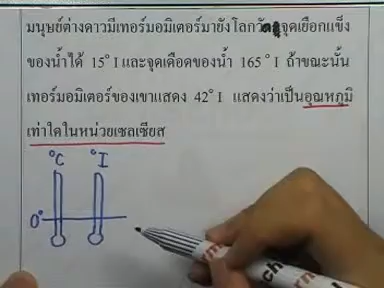 มนุษย์ต่างดาวมีเทอร์มอมิเตอร์มายังโลกวัดจุดเยือกแข็ง
ของน้ำได้ 15°I และจุดเดือดของน้ำ 165 °I ถ้าขณะนั้น
เทอร์มอมิเตอร์ของเขาแสดง 42°I แสดงว่าเป็นอุณหภูมิ
เท่าใดในหน่วยเซลเซียส
°C °I
0°